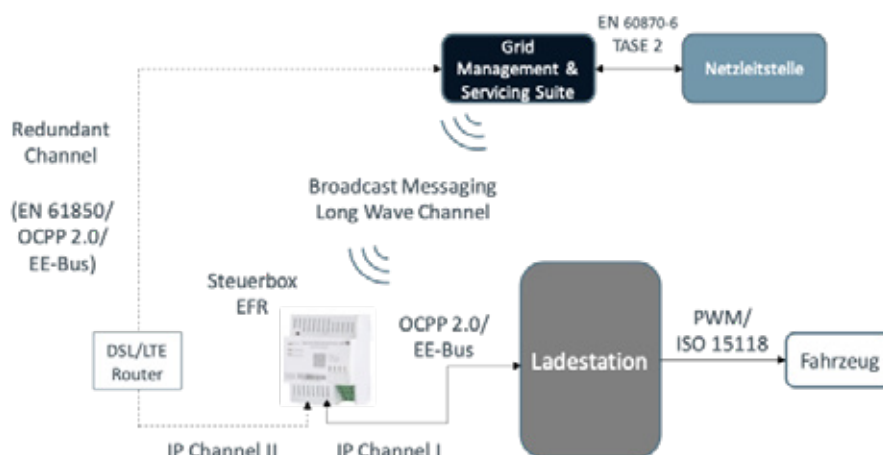 EN 60870-6
TASE 2
Grid
Management &
Servicing Suite
Netzleitstelle
Redundant
Channel
(EN 61850/
OCPP 2.0/
EE-Bus)
Broadcast Messaging
Long Wave Channel
Steuerbox
EFR
OCPP 2.0/
EE-Bus
DSL/LTE
Router
Ladestation
PWM/
ISO 15118
Fahrzeug
IP Channel II
IP Channel I